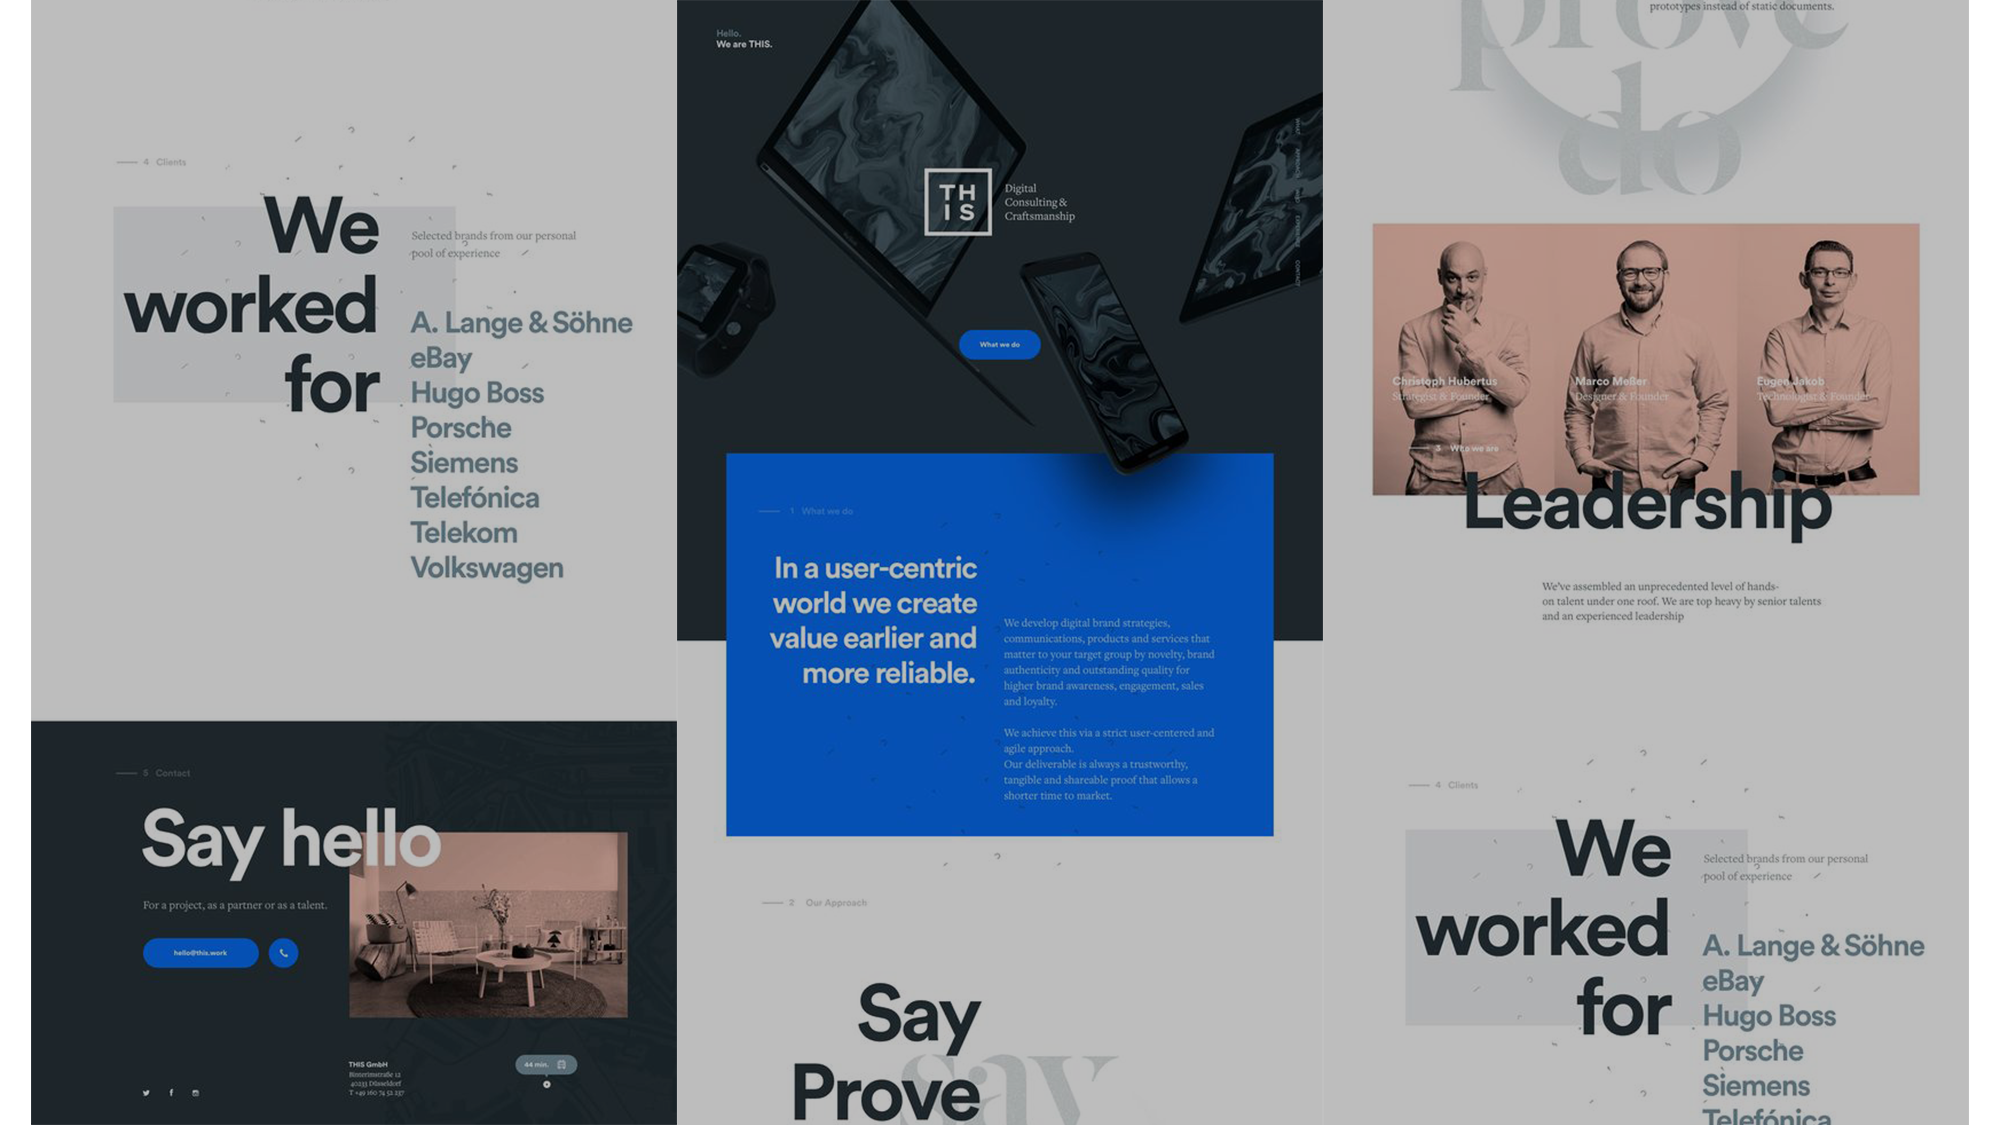 4 Clients
We
worked
for
Selected brands from our personal
pool of experience
A. Lange & Söhne
eBay
Hugo Boss
Porsche
Siemens
Telefónica
Telekom
Volkswagen
5 Contact
Say hello
For a project, as a partner or as a talent.
hello@this.work
THIS GmbH
Binterimstraße 12
40233 Düsseldorf
T +49 160 74 52 237
44 min.
Hello.
We are THIS.
TH
IS
Digital
Consulting &
Craftsmanship
WHAT
APPROACH
WHO
EXPERIENCE
CONTACT
What we do
1 What we do
In a user-centric
world we create
value earlier and
more reliable.
We develop digital brand strategies,
communications, products and services that
matter to your target group by novelty, brand
authenticity and outstanding quality for
higher brand awareness, engagement, sales
and loyalty.
We achieve this via a strict user-centered and
agile approach.
Our deliverable is always a trustworthy,
tangible and shareable proof that allows a
shorter time to market.
2 Our Approach
Say
Prove
say
prototypes instead of static documents.
prove
do
Christoph Hubertus
Strategist & Founder
Marco Meßer
Designer & Founder
Eugen Jakob
Technologist & Founder
3 Who we are
Leadership
We've assembled an unprecedented level of hands-
on talent under one roof. We are top heavy by senior talents
and an experienced leadership
4 Clients
We
worked
for
Selected brands from our personal
pool of experience
A. Lange & Söhne
eBay
Hugo Boss
Porsche
Siemens
Telefónica